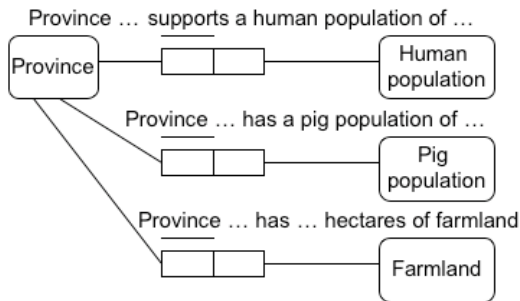 Province … supports a human population of …
Province
Human
population
Province … has a pig population of …
Pig
population
Province … has … hectares of farmland
Farmland